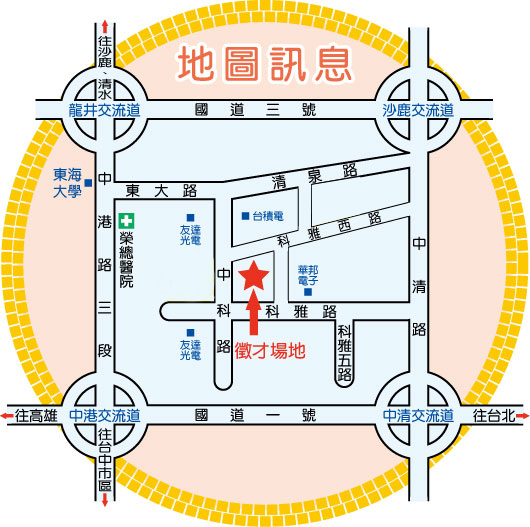 地圖訊息
往沙鹿、清水
龍井交流道
國道三號
沙鹿交流道
東海
大學
中港路三段
東大路
清泉路
榮總醫院
友達
光電
台積電
科雅西路
中清路
中科路
華邦
電子
科雅路
友達
光電
徵才場地
科雅五路
往高雄
中港交流道
國道一號
中清交流道
往台北
往台中市區